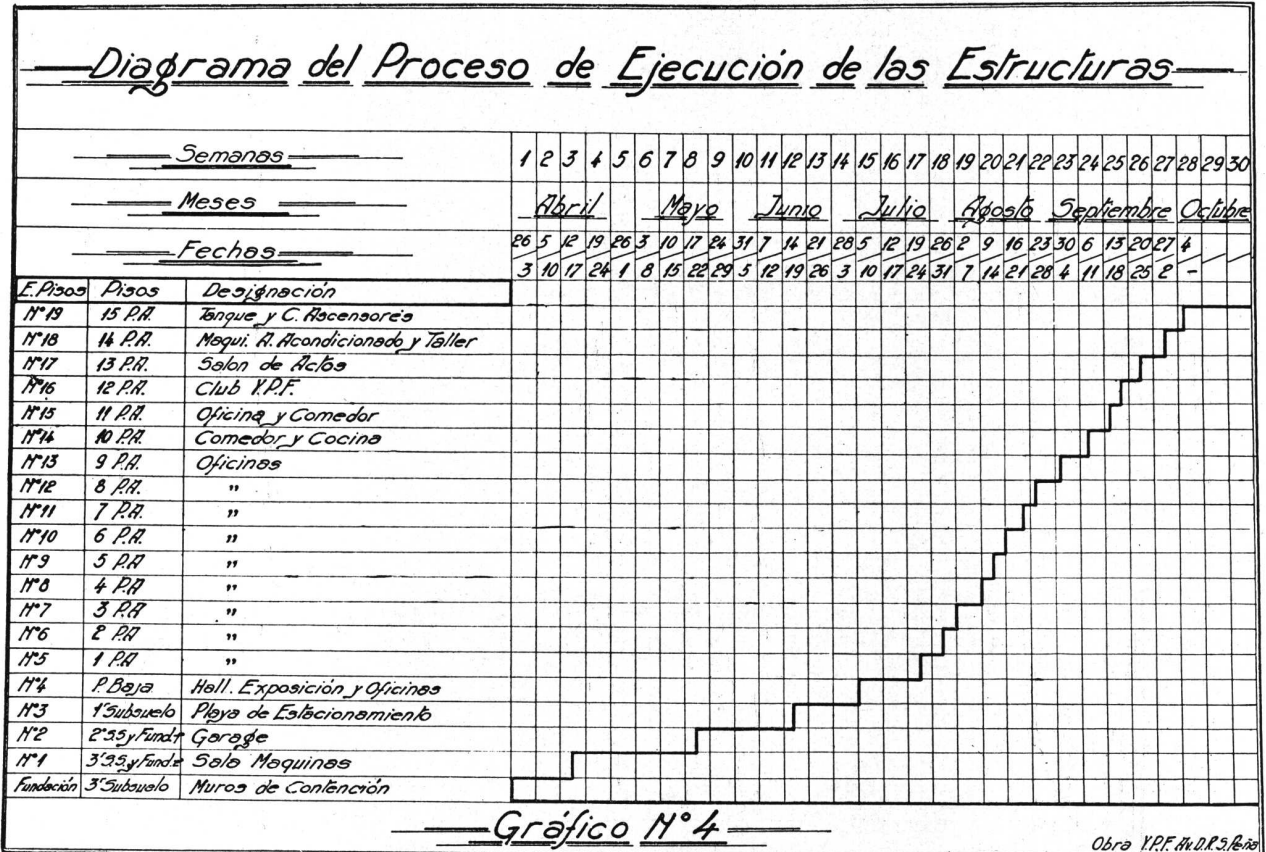 Diagrama del Proceso de Ejecución de las Estructuras
Semanas 1 2 3 4 5 6 7 8 9 10 11 12 13 14 15 16 17 18 19 20 21 22 23 24 25 26 27 28 29 30
Meses Abril Mayo Junio Julio Agosto Septiembre Octubre
Fechas 26 5 12 19 26 3 10 17 24 31 7 14 21 28 5 12 19 26 2 9 16 23 30 6 13 20 27 4
3 10 17 24 1 8 15 22 29 5 12 19 26 3 10 17 24 31 7 14 21 28 4 11 18 25 2 -
E.Pisos Pisos Designación
N°19 15 P.A. Tanque y C. Ascensores
N°18 14 P.A. Maqui. A. Acondicionado y Taller
N°17 13 P.A. Salon de Actos
N°16 12 P.A. Club Y.P.F.
N°15 11 P.A. Oficina y Comedor
N°14 10 P.A. Comedor y Cocina
N°13 9 P.A. Oficinas
N°12 8 P.A. "
N°11 7 P.A. "
N°10 6 P.A. "
N°9 5 P.A "
N°8 4 P.A "
N°7 3 P.A "
N°6 2 P.A "
N°5 1 P.A "
N°4 P. Baja Hall. Exposición y Oficinas
N°3 1°Subsuelo Playa de Estacionamiento
N°2 2°S.S y Fund. Garage
N°1 3°S.S. y Fund. Sala Maquinas
Fundación 3°Subsuelo Muros de Contención
Gráfico N°4
Obra Y.P.F. Av D.R.S. Peña